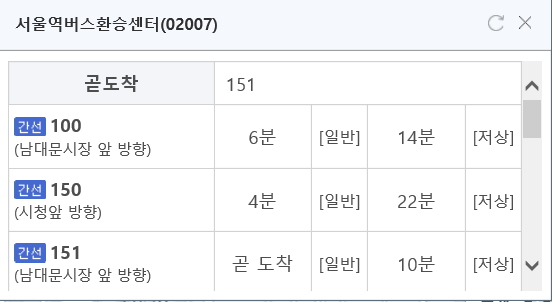 서울역버스환승센터(02007)
곧도착 151
간선 100 6분 [일반] 14분 [저상]
(남대문시장 앞 방향)
간선 150 4분 [일반] 22분 [저상]
(시청앞 방향)
간선 151 곧 도착 [일반] 10분 [저상]
(남대문시장 앞 방향)